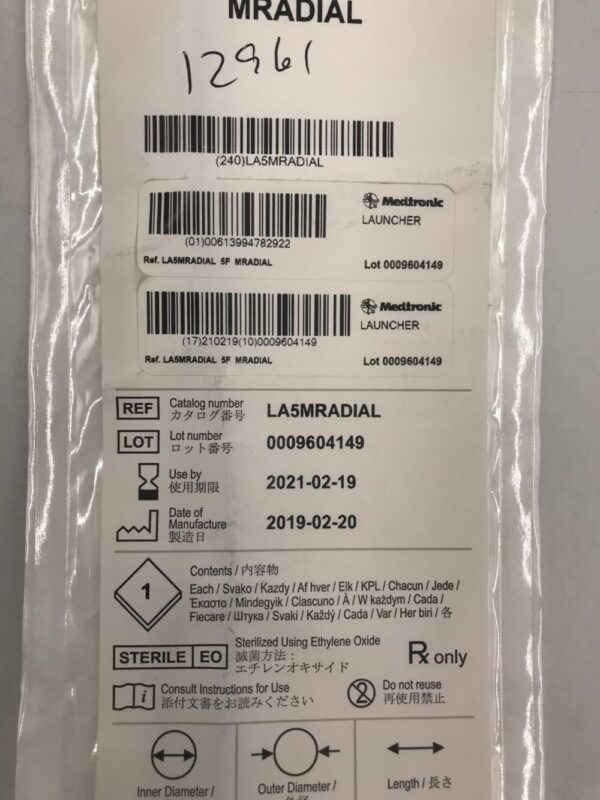 MRADIAL
12961
(240)LA5MRADIAL
Medtronic
LAUNCHER
(01)00613994782922
Ref. LA5MRADIAL 5F MRADIAL
Lot 0009604149
Medtronic
LAUNCHER
(17)210219(10)0009604149
Ref. LA5MRADIAL 5F MRADIAL
Lot 0009604149
REF Catalog number LA5MRADIAL
カタログ番号
LOT Lot number 0009604149
ロット番号
Use by 2021-02-19
使用期限
Date of
Manufacture 2019-02-20
製造日
1
Contents / 内容物
Each / Svako / Kazdy / Af hver / Elk / KPL / Chacun / Jede /
Έκαστο / Mindegyik / Ciascuno / À / W każdym / Cada /
Fiecare / Штука / Svaki / Každý / Cada / Var / Her biri / 各
STERILE EO
Sterilized Using Ethylene Oxide
滅菌方法：
エチレンオキサイド
Rx only
i
Consult Instructions for Use
添付文書をお読みください
2
Do not reuse
再使用禁止
Inner Diameter /
Outer Diameter /
外径
Length / 長さ